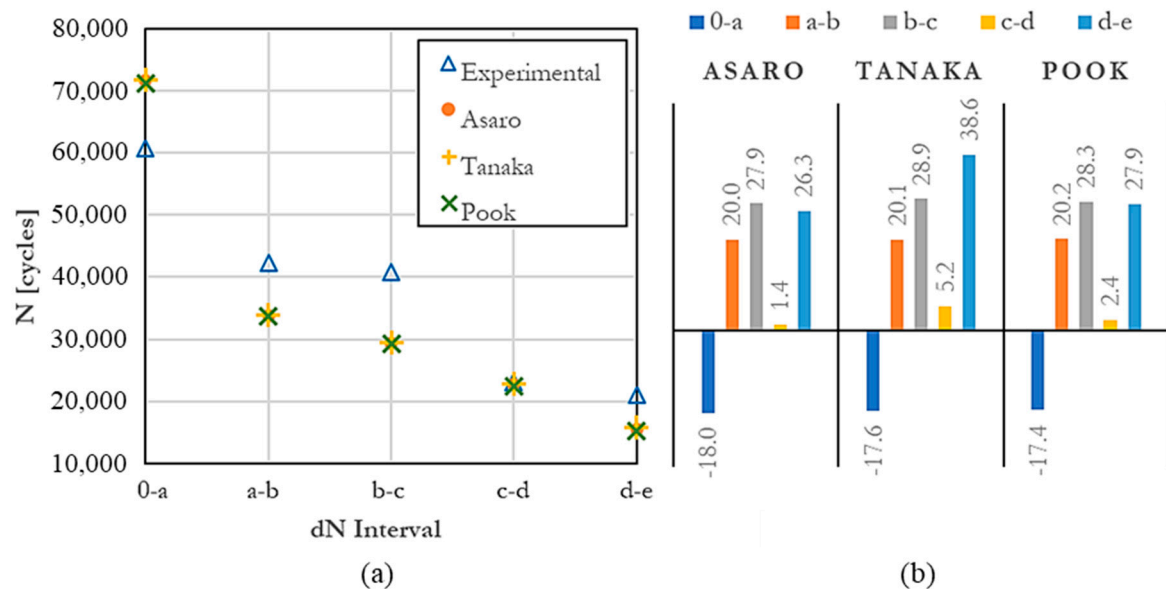 80,000
70,000
60,000
50,000
40,000
30,000
20,000
10,000
N [cycles]
Experimental
Asaro
Tanaka
Pook
0-a a-b b-c c-d d-e
dN Interval
(a)
0-a a-b b-c c-d d-e
ASARO TANAKA POOK
-18.0 20.0 27.9 1.4 26.3
-17.6 20.1 28.9 5.2 38.6
-17.4 20.2 28.3 2.4 27.9
(b)